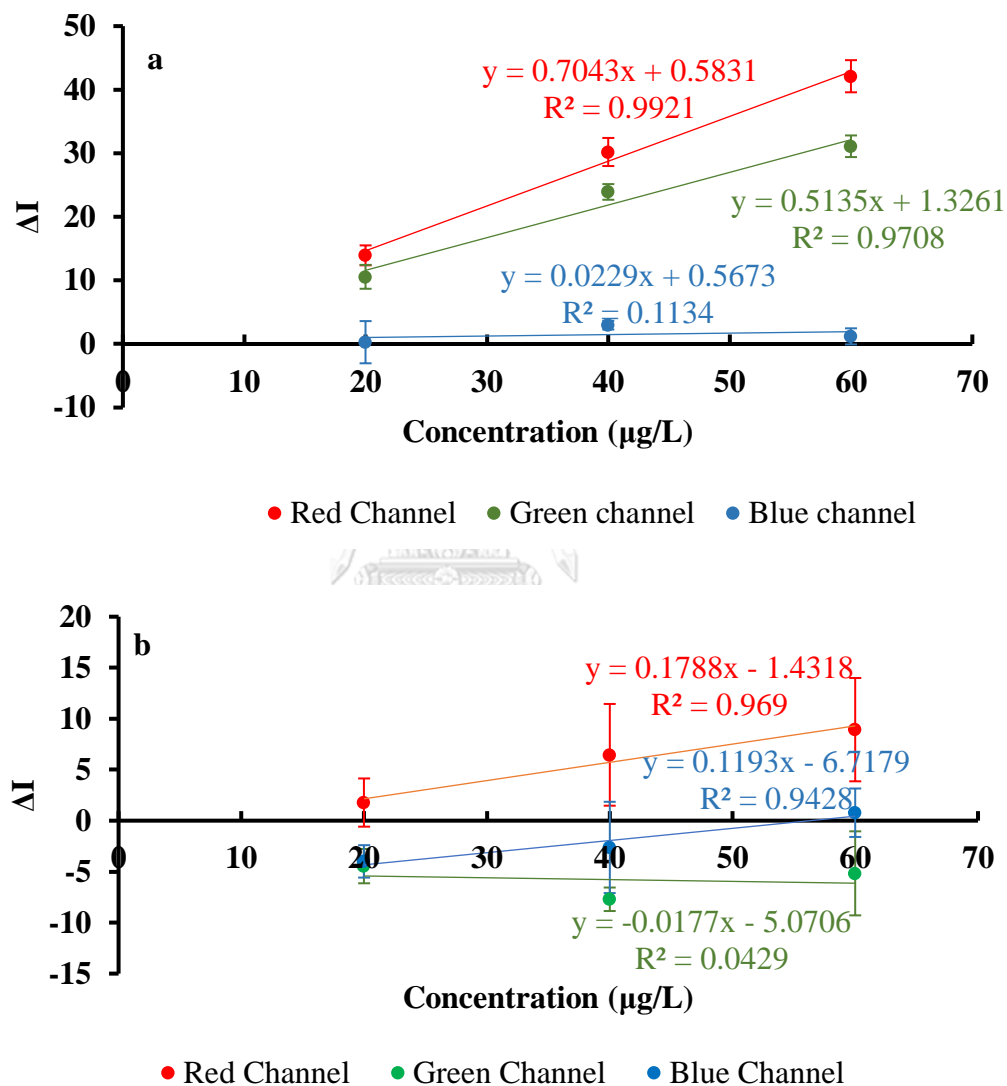 50
a
40
30
20
10
0
-10
ΔI
y = 0.7043x + 0.5831
R² = 0.9921
y = 0.5135x + 1.3261
R² = 0.9708
y = 0.0229x + 0.5673
R² = 0.1134
0 10 20 30 40 50 60 70
Concentration (µg/L)
Red Channel Green channel Blue channel
20
b
15
10
5
0
-5
-10
-15
ΔI
y = 0.1788x - 1.4318
R² = 0.969
y = 0.1193x - 6.7179
R² = 0.9428
0 10 20 30 40 50 60 70
y = -0.0177x - 5.0706
R² = 0.0429
Concentration (µg/L)
Red Channel Green Channel Blue Channel